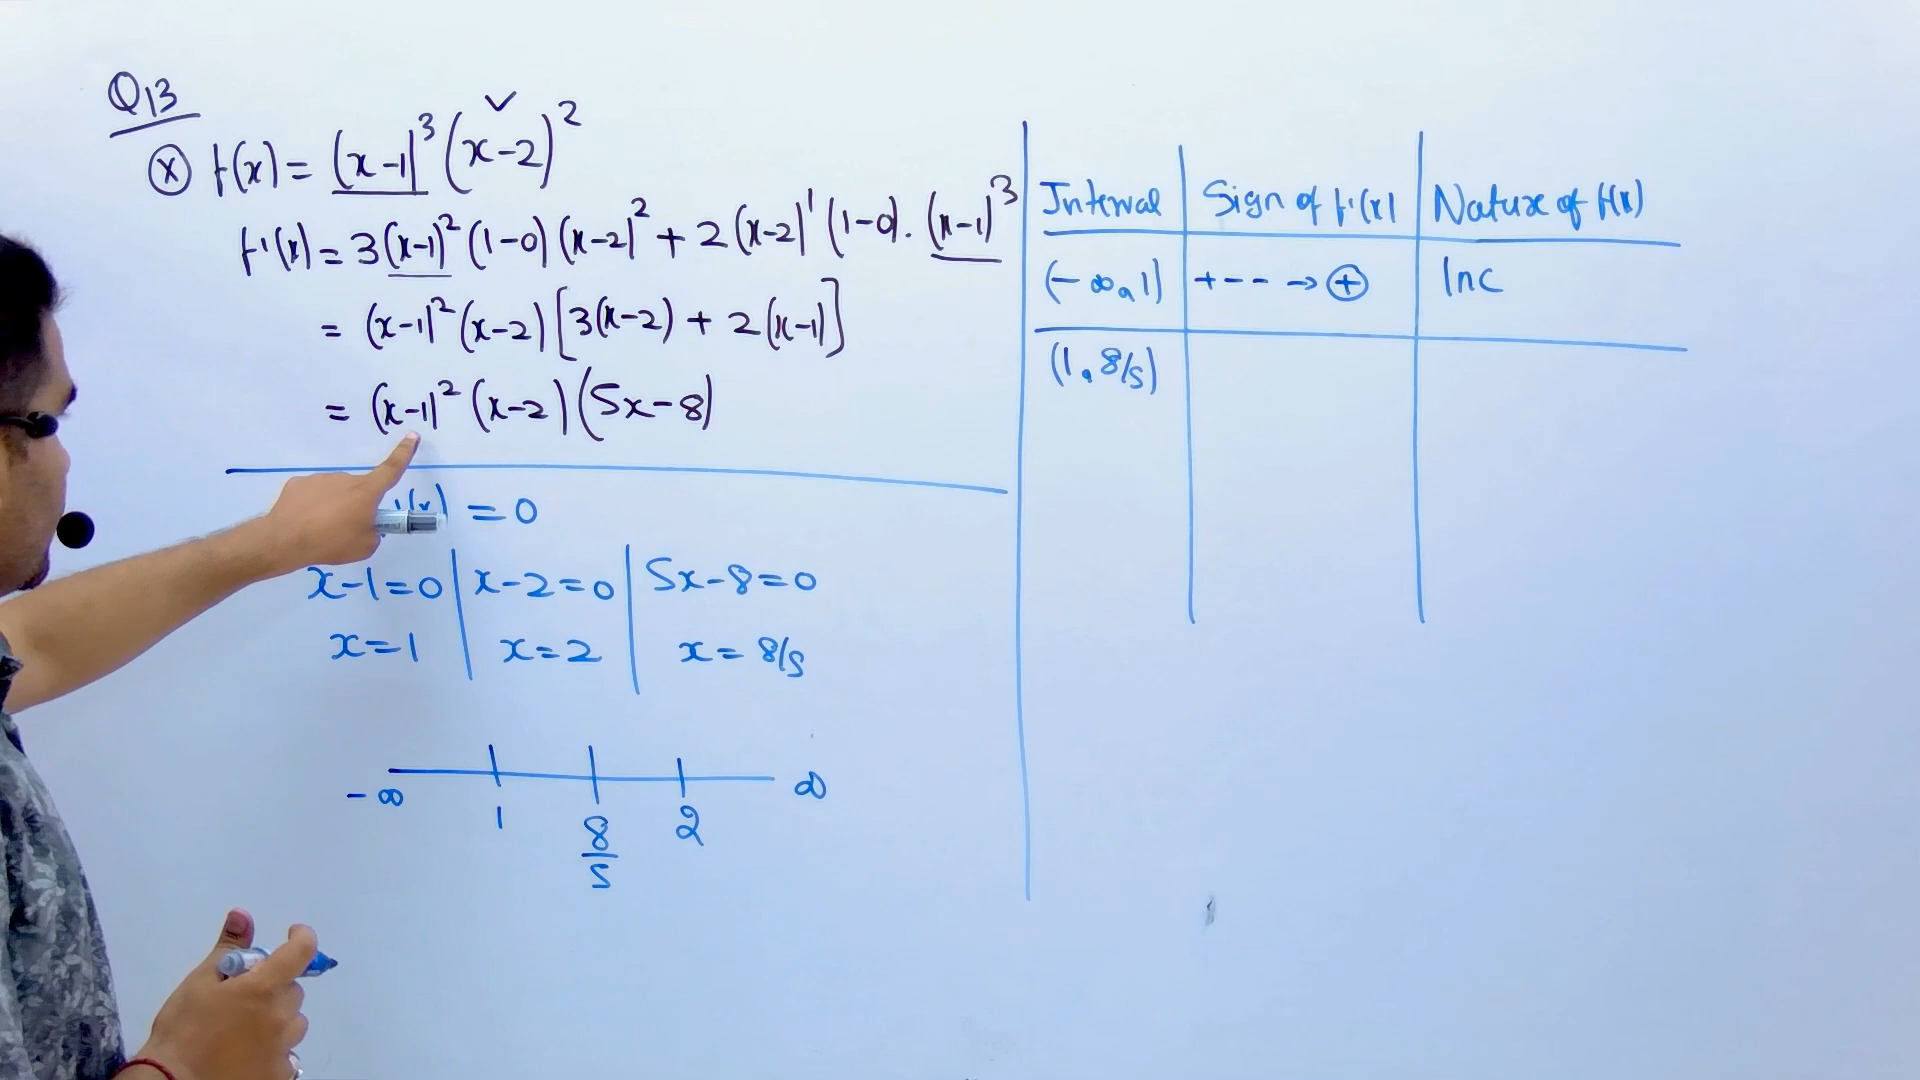 Q13
(x) f(x) = (x-1)³ (x-2)²
f'(x) = 3(x-1)² (1-0) (x-2)² + 2(x-2)¹ (1-0). (x-1)³
= (x-1)² (x-2) [3(x-2) + 2(x-1)]
= (x-1)² (x-2) (5x-8)
'(x) = 0
x-1=0 | x-2=0 | 5x-8=0
x=1 | x=2 | x= 8/5
-∞ 1 8/5 2 ∞
Interval | Sign of f'(x) | Nature of f(x)
(-∞, 1) | + - - → ⊕ | Inc
(1, 8/5)